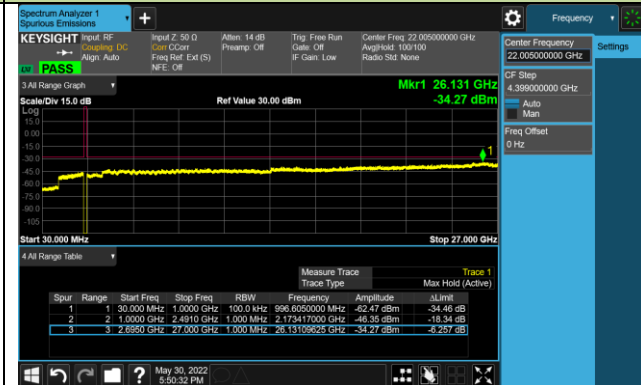 Spectrum Analyzer 1
Spurious Emissions
+
Frequency
KEYSIGHT Input: RF Input Z: 50 Ω Atten: 14 dB Trig: Free Run Center Freq: 22.005000000 GHz
Coupling: DC Corr CCorr Preamp: Off Gate: Off Avg|Hold: 100/100
Align: Auto Freq Ref: Ext (S) IF Gain: Low Radio Std: None
NFE: Off
PASS
Center Frequency
22.005000000 GHz
Settings
CF Step
4.399000000 GHz
Auto
Man
Freq Offset
0 Hz
3 All Range Graph
Mkr1 26.131 GHz
Scale/Div 15.0 dB Ref Value 30.00 dBm -34.27 dBm
Log
15.0
0.00
-15.0
-30.0
-45.0
-60.0
-75.0
-90.0
-105
1
Start 30.000 MHz Stop 27.000 GHz
4 All Range Table
Measure Trace Trace 1
Trace Type Max Hold (Active)
Spur Range Start Freq Stop Freq RBW Frequency Amplitude ΔLimit
1 1 30.000 MHz 1.0000 GHz 100.0 kHz 996.6050000 MHz -62.47 dBm -34.46 dB
2 2 1.0000 GHz 2.4910 GHz 1.000 MHz 2.173417000 GHz -46.35 dBm -18.34 dB
3 3 2.6950 GHz 27.000 GHz 1.000 MHz 26.13109625 GHz -34.27 dBm -6.257 dB
May 30, 2022
5:50:32 PM